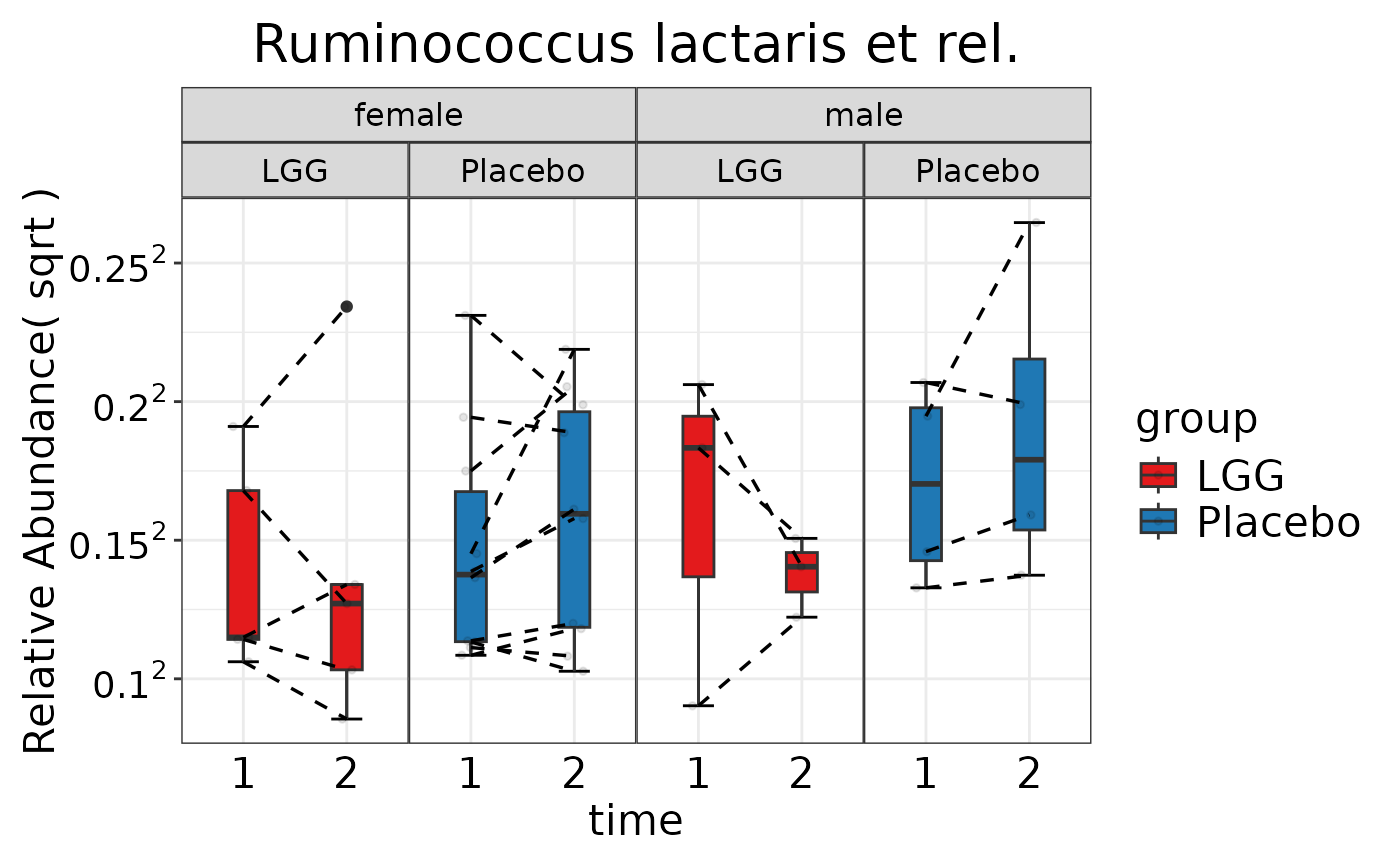 Ruminococcus lactaris et rel.
female male
LGG Placebo LGG Placebo
Relative Abundance( sqrt )
0.25²
0.2²
0.15²
0.1²
1 2 1 2 1 2 1 2
time
group
LGG
Placebo